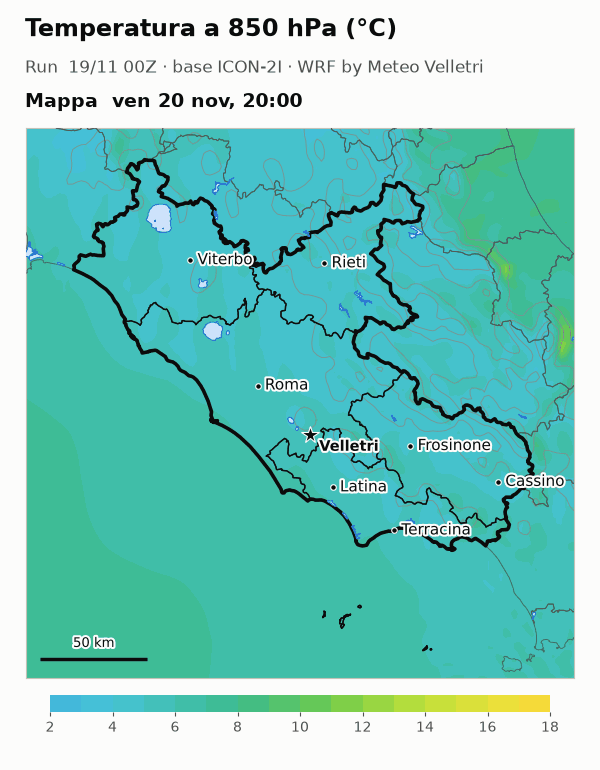 Temperatura a 850 hPa (°C)
Run  19/11 00Z · base ICON-2I · WRF by Meteo Velletri
Mappa  ven 20 nov, 20:00
Viterbo
Rieti
Roma
Velletri
Frosinone
Cassino
Latina
Terracina
50 km
2 4 6 8 10 12 14 16 18